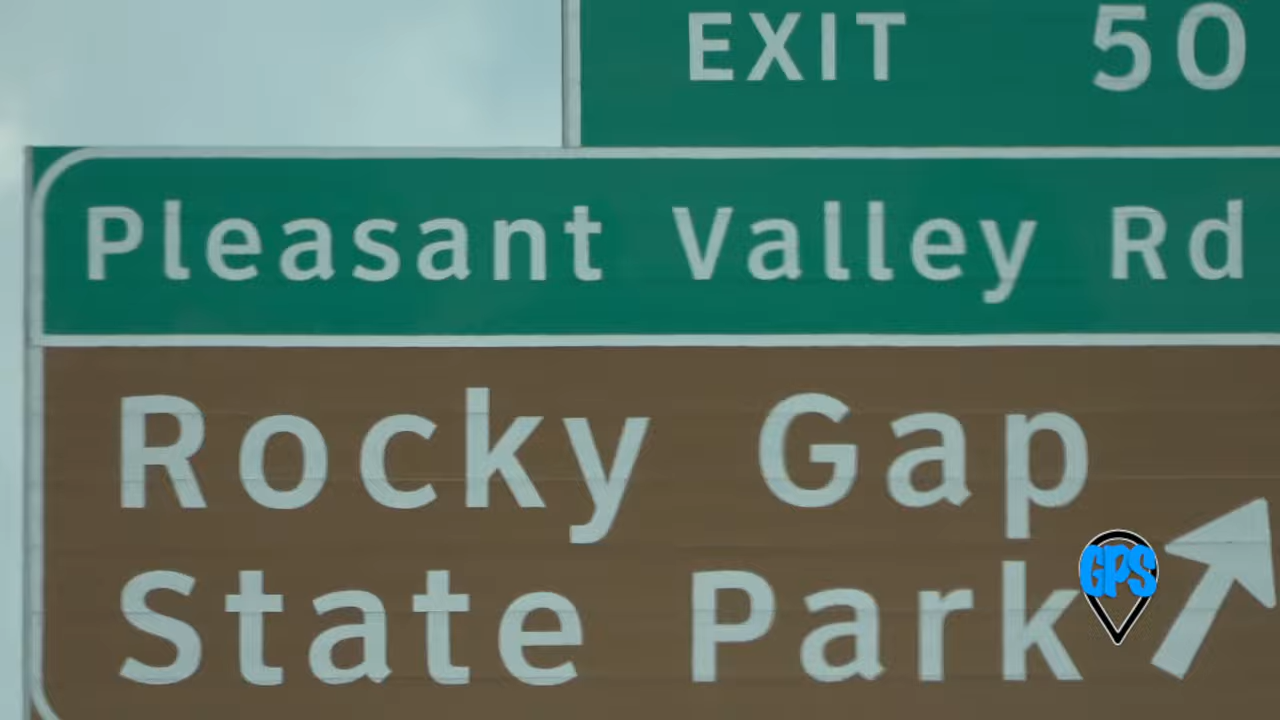 EXIT 50
Pleasant Valley Rd
Rocky Gap
State Park
GPS